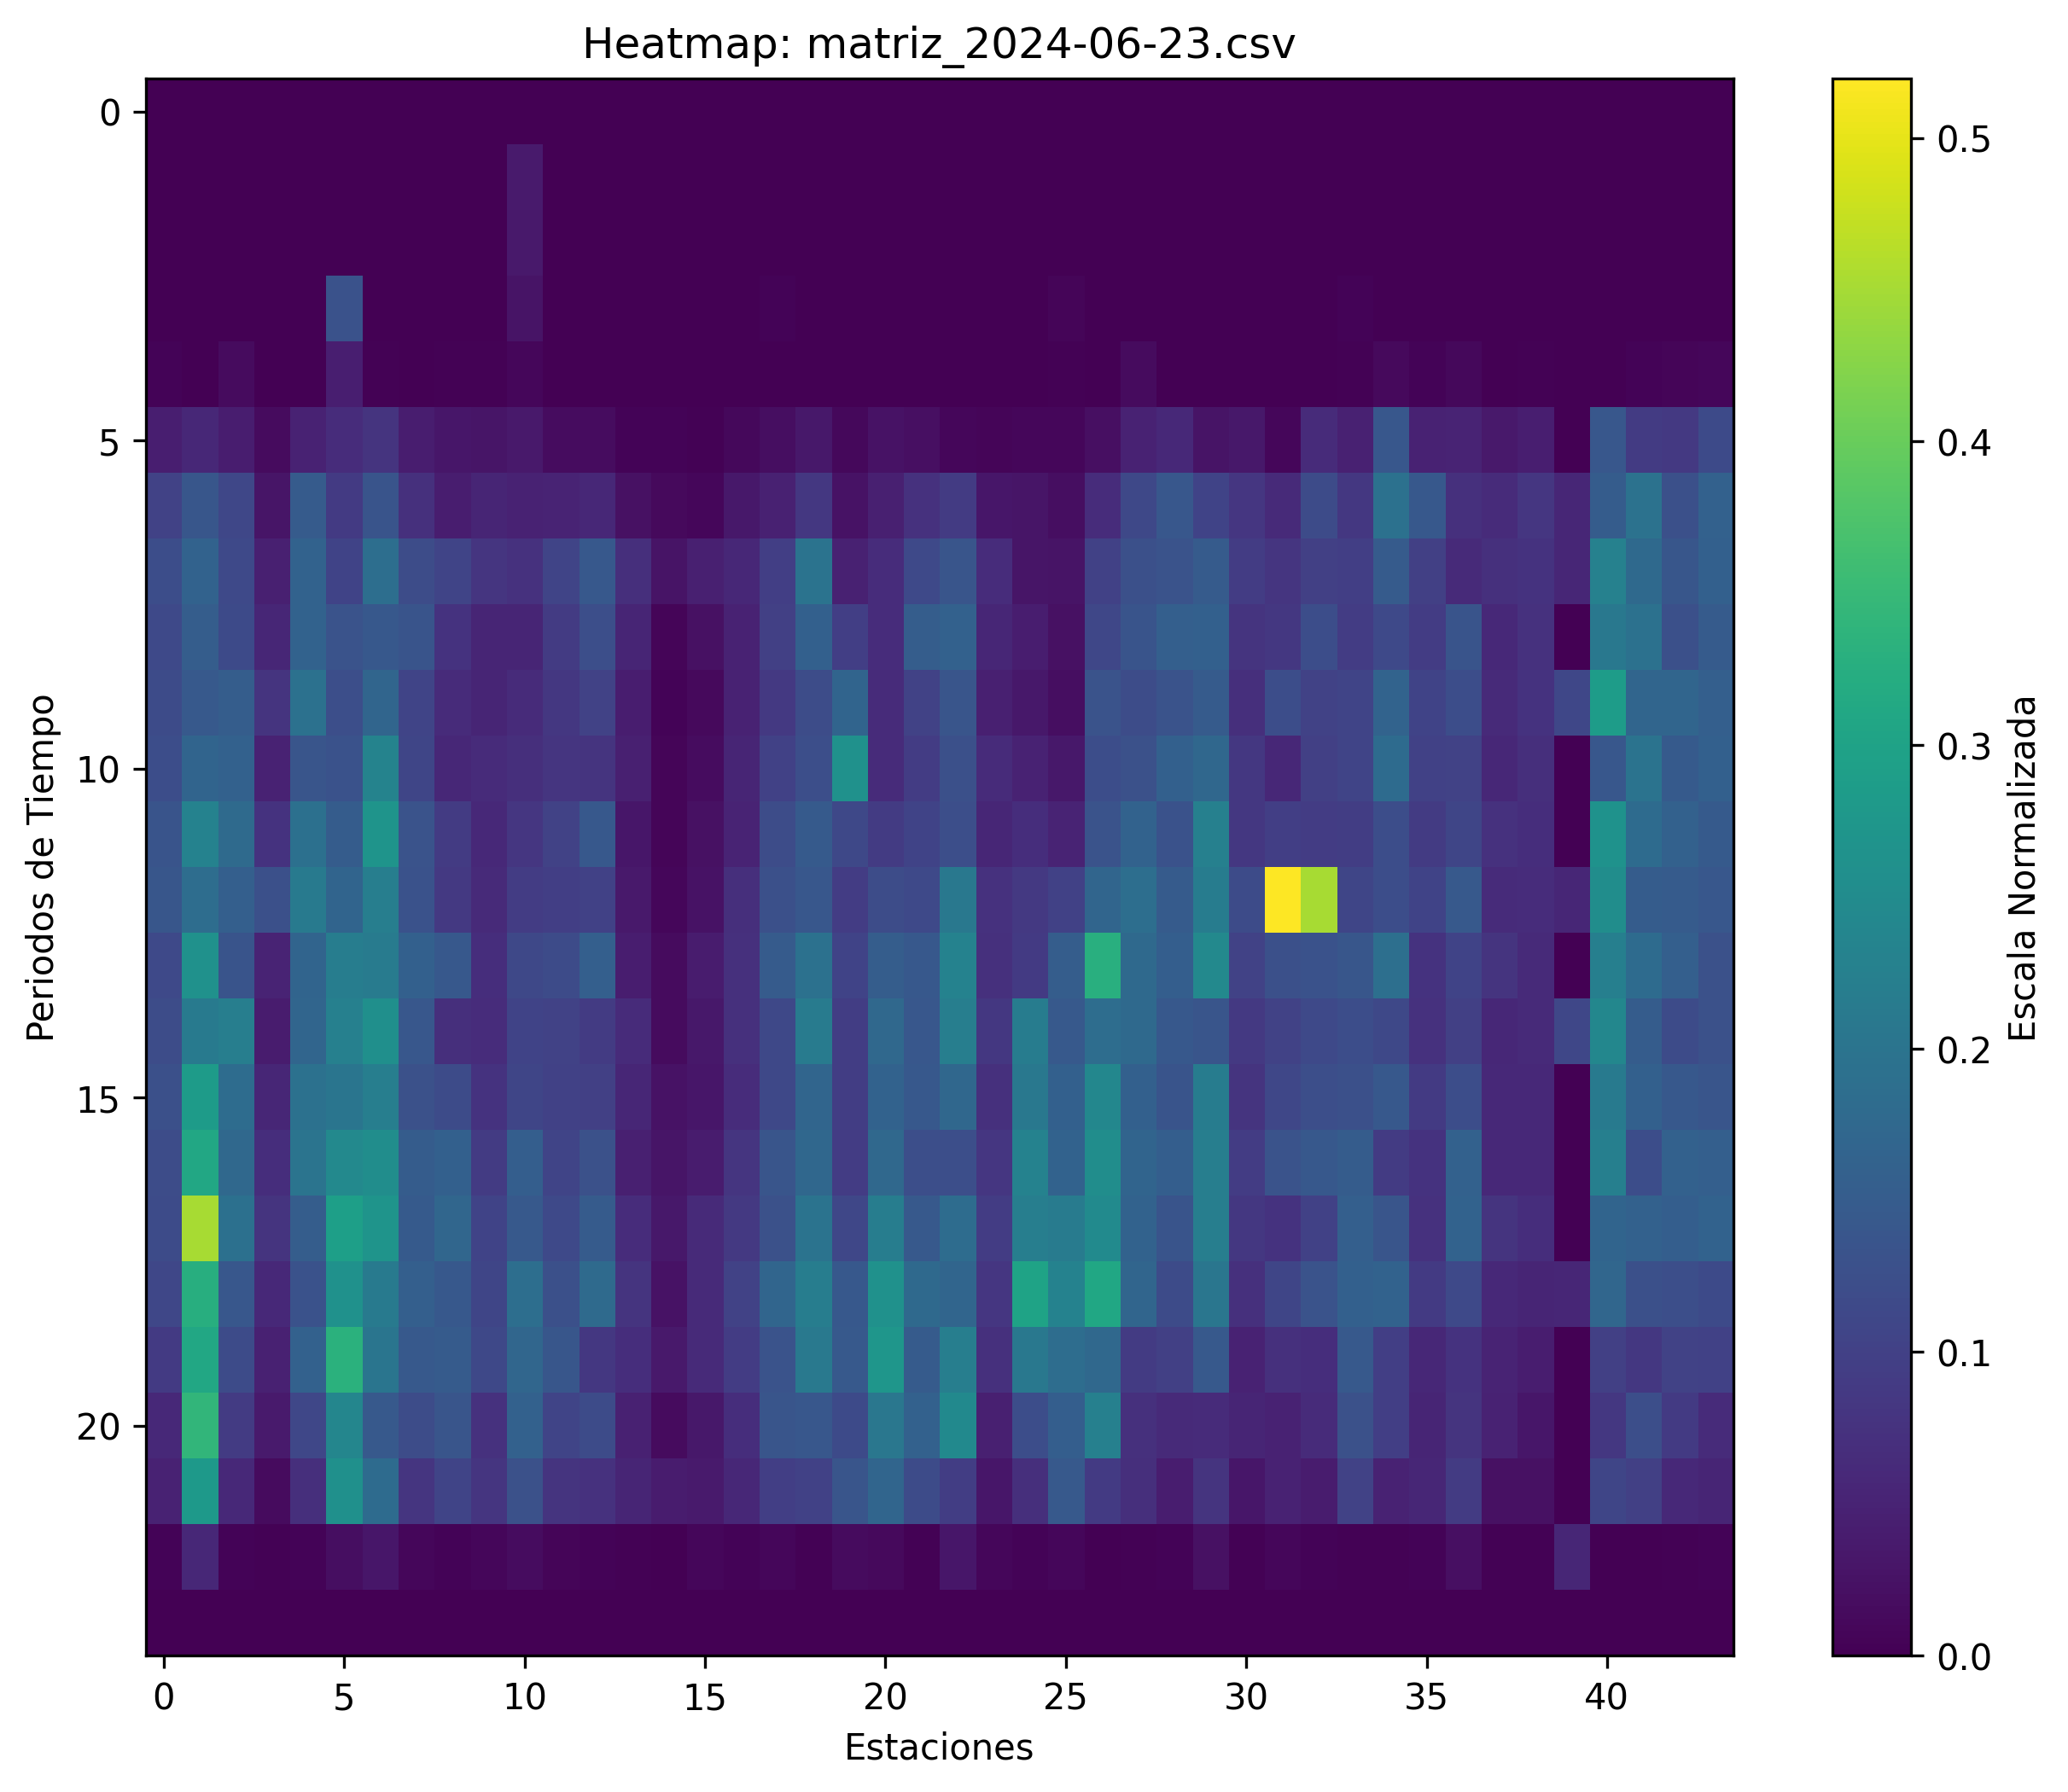 Heatmap: matriz_2024-06-23.csv
Periodos de Tiempo
0
5
10
15
20
0 5 10 15 20 25 30 35 40
Estaciones
0.5
0.4
0.3
0.2
0.1
0.0
Escala Normalizada